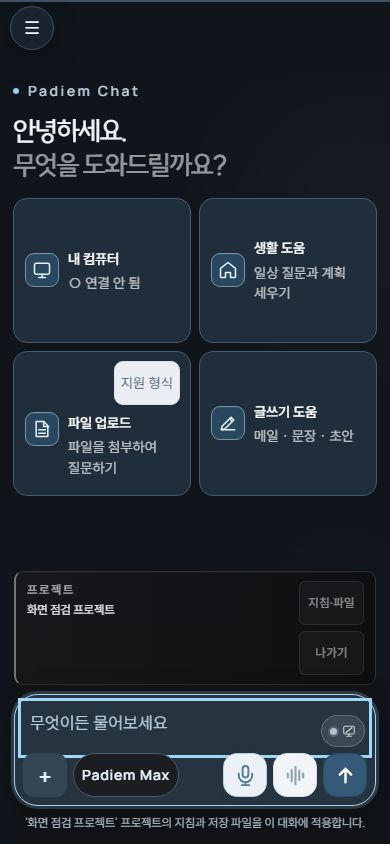 Padiem Chat
안녕하세요.
무엇을 도와드릴까요?
내 컴퓨터
연결 안 됨
생활 도움
일상 질문과 계획
세우기
지원 형식
파일 업로드
파일을 첨부하여
질문하기
글쓰기 도움
메일 · 문장 · 초안
프로젝트
화면 점검 프로젝트
지침·파일
나가기
무엇이든 물어보세요
+
Padiem Max
'화면 점검 프로젝트' 프로젝트의 지침과 저장 파일을 이 대화에 적용합니다.